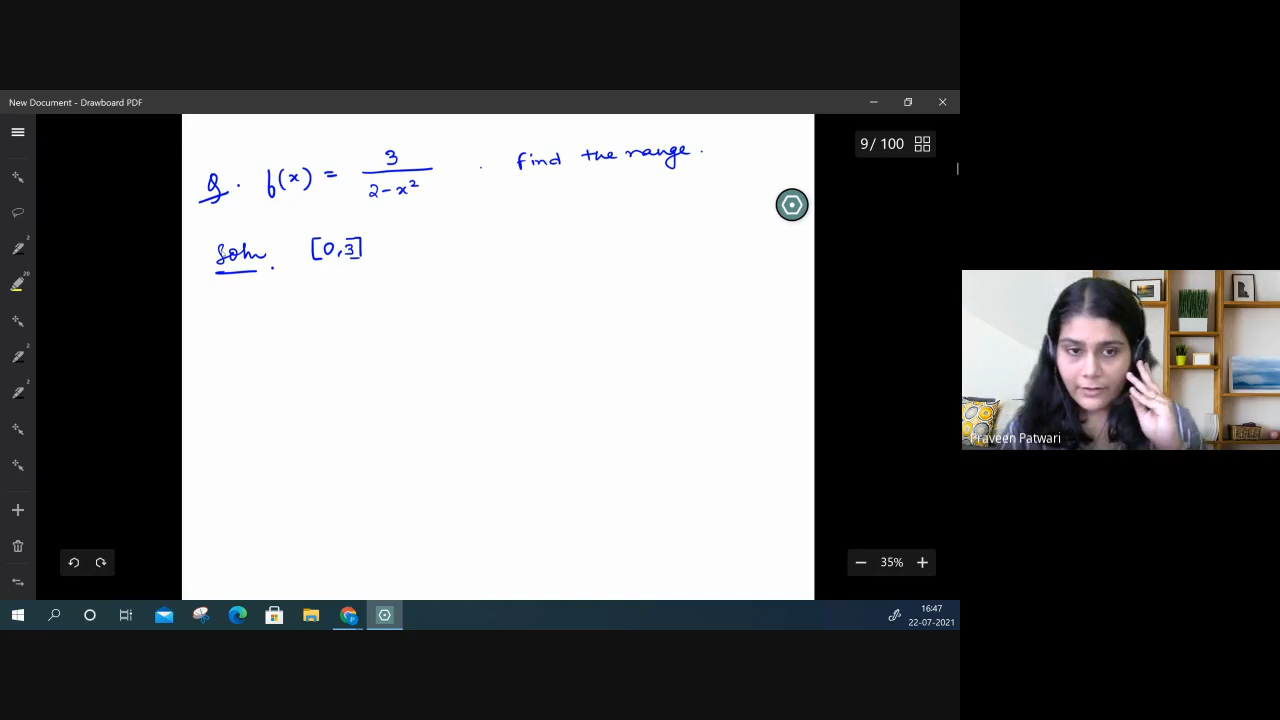 New Document - Drawboard PDF
9 / 100
Q. f(x) = 3 / (2 - x²) . find the range.
Soln. [0,3]
Praveen Patwari
35%
16:47
22-07-2021